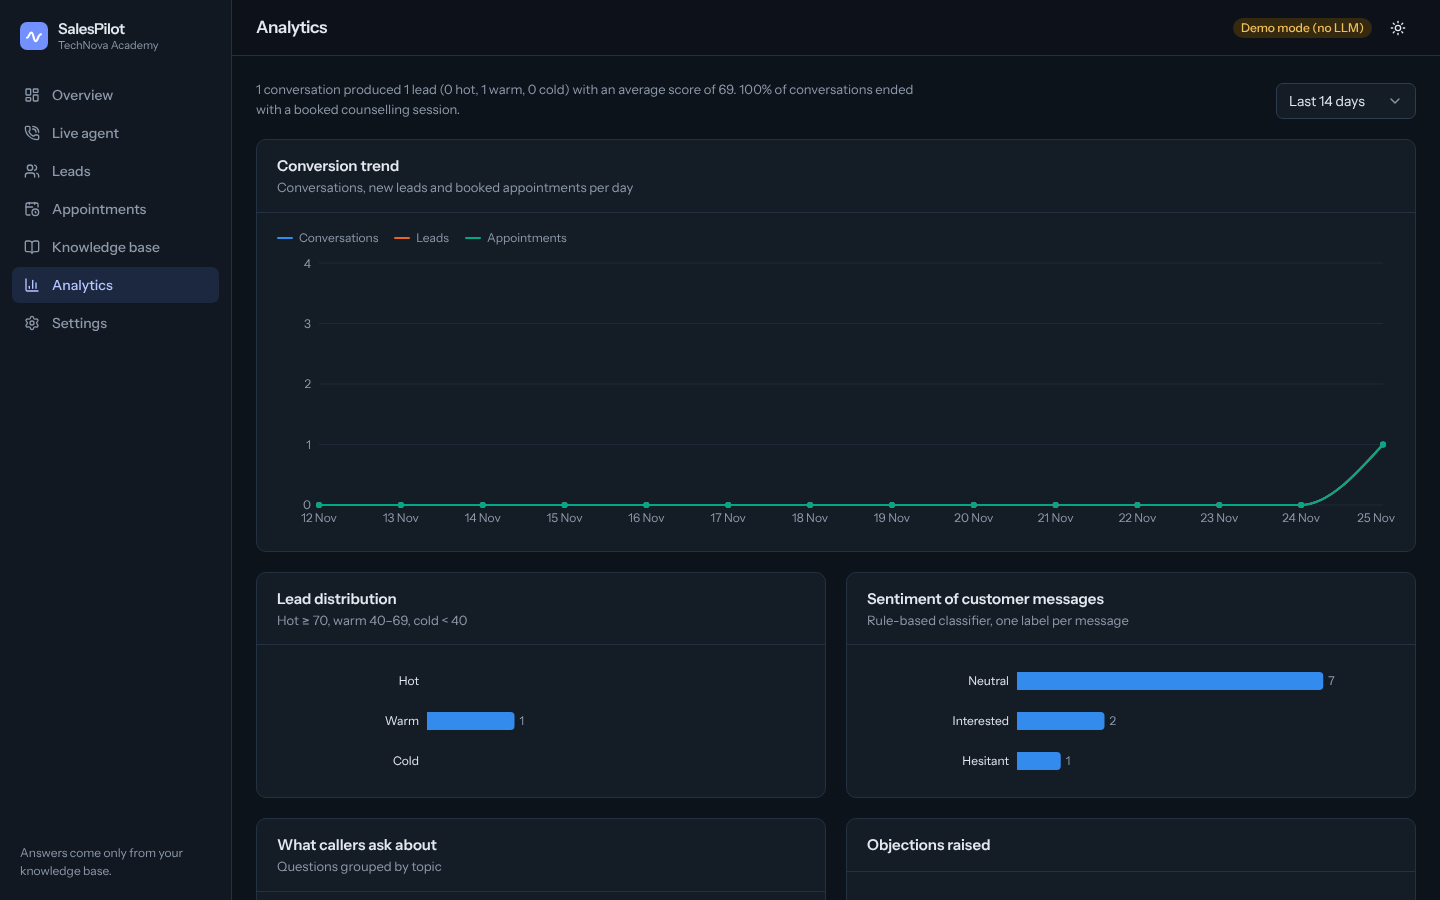 SalesPilot
TechNova Academy
Overview
Live agent
Leads
Appointments
Knowledge base
Analytics
Settings
Answers come only from your
knowledge base.
Analytics
Demo mode (no LLM)
1 conversation produced 1 lead (0 hot, 1 warm, 0 cold) with an average score of 69. 100% of conversations ended
with a booked counselling session.
Last 14 days
Conversion trend
Conversations, new leads and booked appointments per day
Conversations Leads Appointments
4
3
2
1
0
12 Nov 13 Nov 14 Nov 15 Nov 16 Nov 17 Nov 18 Nov 19 Nov 20 Nov 21 Nov 22 Nov 23 Nov 24 Nov 25 Nov
Lead distribution
Hot ≥ 70, warm 40–69, cold < 40
Hot
Warm 1
Cold
Sentiment of customer messages
Rule-based classifier, one label per message
Neutral 7
Interested 2
Hesitant 1
What callers ask about
Questions grouped by topic
Objections raised